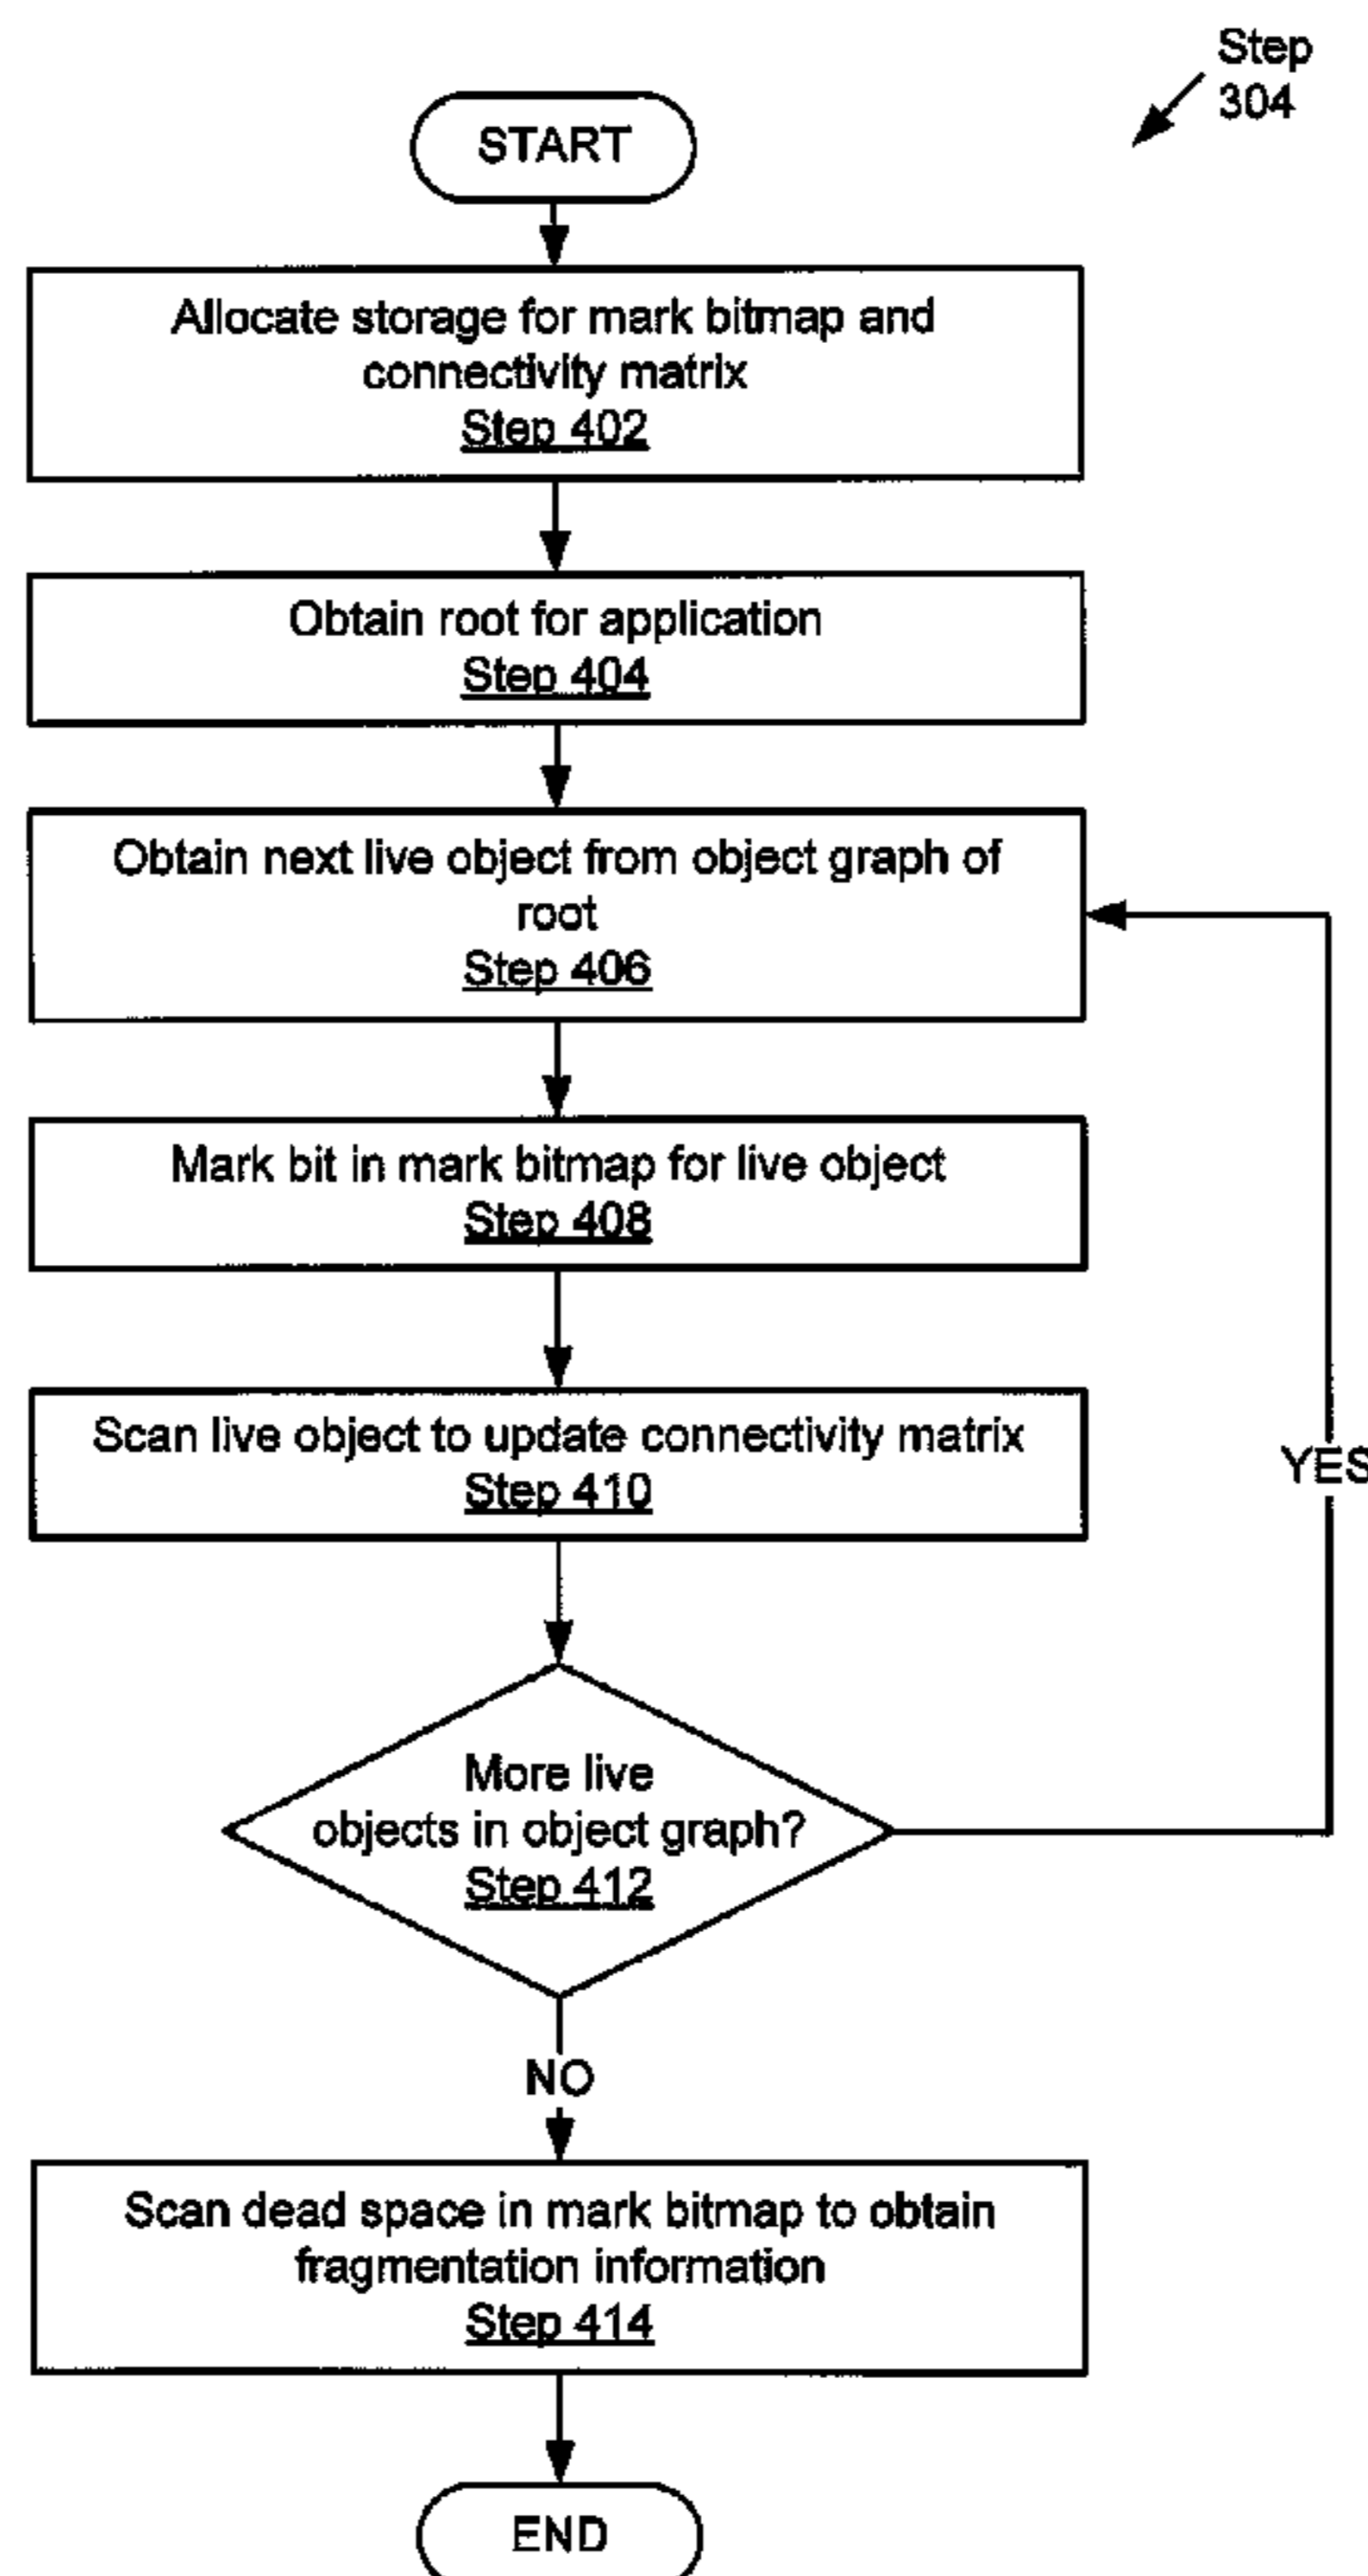 Step
304
START
Allocate storage for mark bitmap and
connectivity matrix
Step 402
Obtain root for application
Step 404
Obtain next live object from object graph of
root
Step 406
Mark bit in mark bitmap for live object
Step 408
Scan live object to update connectivity matrix
Step 410
YES
More live
objects in object graph?
Step 412
NO
Scan dead space in mark bitmap to obtain
fragmentation information
Step 414
END